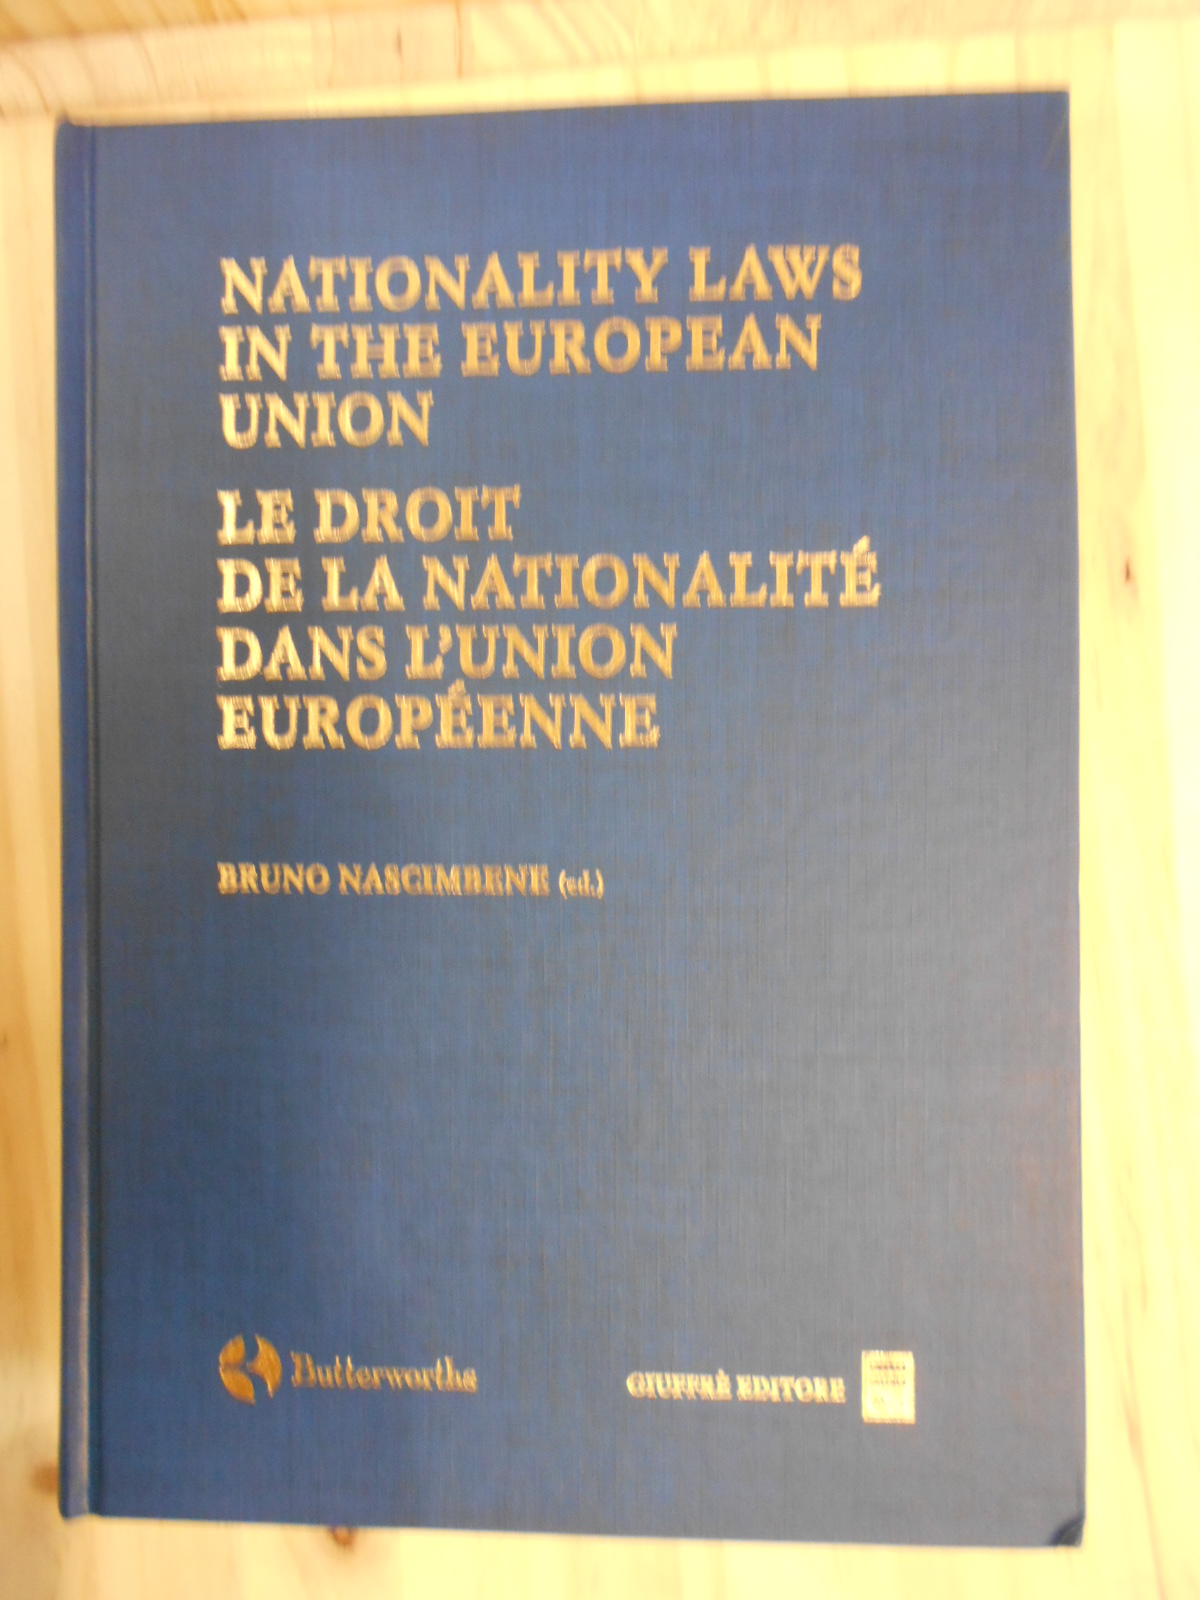 NATIONALITY LAWS
IN THE EUROPEAN
UNION
LE DROIT
DE LA NATIONALITÉ
DANS L'UNION
EUROPÉENNE
BRUNO NASCIMBENE (ed.)
Butterworths
GIUFFRÈ EDITORE